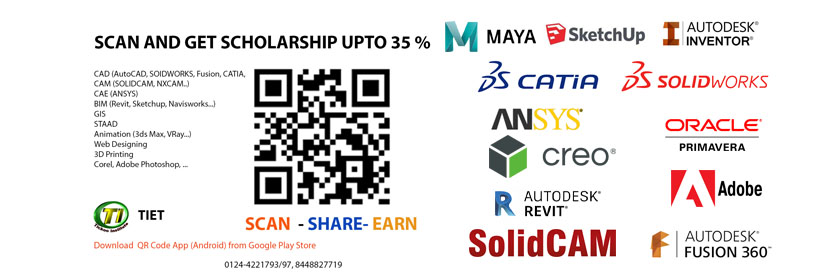 SCAN AND GET SCHOLARSHIP UPTO 35 %
CAD (AutoCAD, SOIDWORKS, Fusion, CATIA,
CAM (SOLIDCAM, NXCAM..)
CAE (ANSYS)
BIM (Revit, Sketchup, Navisworks...)
GIS
STAAD
Animation (3ds Max, VRay...)
Web Designing
3D Printing
Corel, Adobe Photoshop, ...
TI
TIET
SCAN - SHARE- EARN
Download QR Code App (Android) from Google Play Store
0124-4221793/97, 8448827719
MAYA
SketchUp
AUTODESK®
INVENTOR®
CATIA
SOLIDWORKS
ANSYS®
ORACLE®
PRIMAVERA
creo®
Adobe
AUTODESK®
REVIT®
SolidCAM
AUTODESK®
FUSION 360™